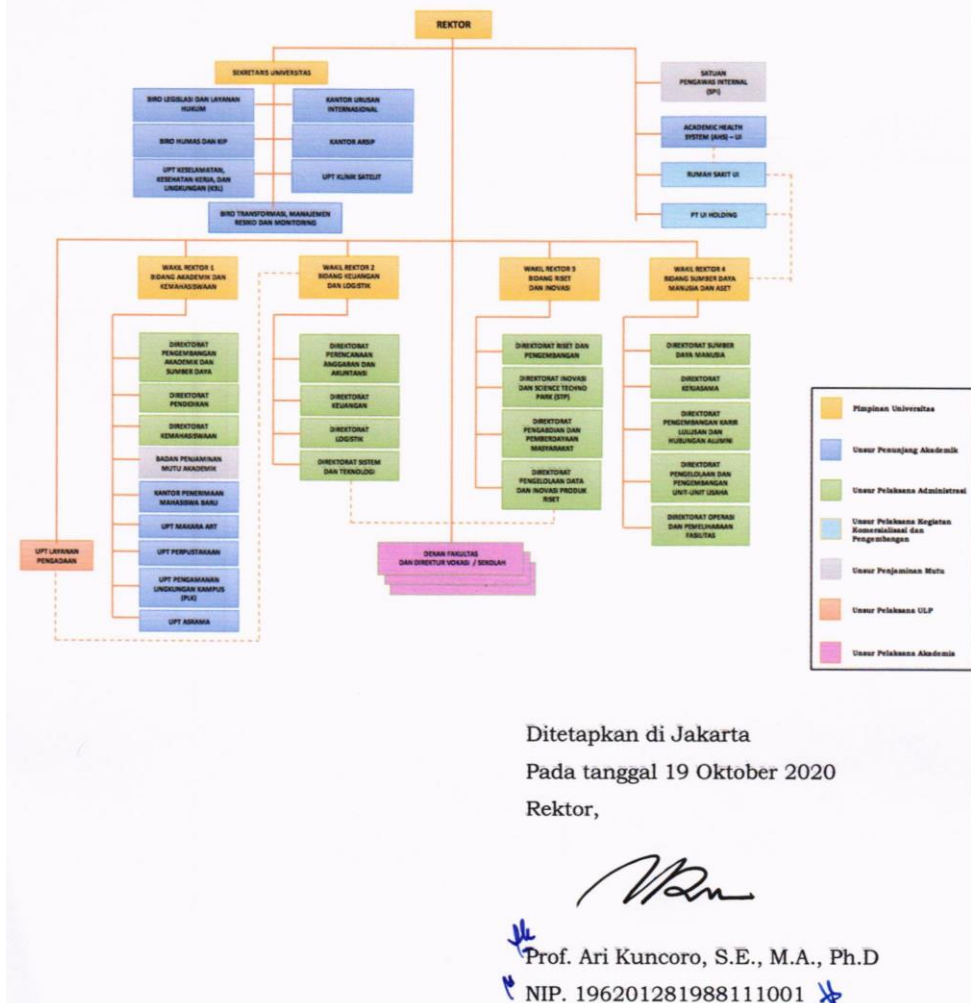 REKTOR
SEKRETARIS UNIVERSITAS
BIRO LEGISLASI DAN LAYANAN
HUKUM
KANTOR URUSAN
INTERNASIONAL
BIRO HUMAS DAN KIP
KANTOR ARSIP
UPT KESELAMATAN,
KESEHATAN KERJA, DAN
LINGKUNGAN (K3L)
UPT KLINIK SATELIT
BIRO TRANSFORMASI, MANAJEMEN
RESIKO DAN MONITORING
SATUAN
PENGAWAS INTERNAL
(SPI)
ACADEMIC HEALTH
SYSTEM (AHS) – UI
RUMAH SAKIT UI
PT UI HOLDING
WAKIL REKTOR 1
BIDANG AKADEMIK DAN
KEMAHASISWAAN
DIREKTORAT
PENGEMBANGAN
AKADEMIK DAN
SUMBER DAYA
DIREKTORAT
PENDIDIKAN
DIREKTORAT
KEMAHASISWAAN
BADAN PENJAMINAN
MUTU AKADEMIK
KANTOR PENERIMAAN
MAHASISWA BARU
UPT MAKARA ART
UPT PERPUSTAKAAN
UPT PENGAMANAN
LINGKUNGAN KAMPUS
(PLK)
UPT ASRAMA
UPT LAYANAN
PENGADAAN
WAKIL REKTOR 2
BIDANG KEUANGAN
DAN LOGISTIK
DIREKTORAT
PERENCANAAN
ANGGARAN DAN
AKUNTANSI
DIREKTORAT
KEUANGAN
DIREKTORAT
LOGISTIK
DIREKTORAT SISTEM
DAN TEKNOLOGI
WAKIL REKTOR 3
BIDANG RISET
DAN INOVASI
DIREKTORAT RISET DAN
PENGEMBANGAN
DIREKTORAT INOVASI
DAN SCIENCE TECHNO
PARK (STP)
DIREKTORAT
PENGABDIAN DAN
PEMBERDAYAAN
MASYARAKAT
DIREKTORAT
PENGELOLAAN DATA
DAN INOVASI PRODUK
RISET
WAKIL REKTOR 4
BIDANG SUMBER DAYA
MANUSIA DAN ASET
DIREKTORAT SUMBER
DAYA MANUSIA
DIREKTORAT
KERJASAMA
DIREKTORAT
PENGEMBANGAN KARIR
LULUSAN DAN
HUBUNGAN ALUMNI
DIREKTORAT
PENGELOLAAN DAN
PENGEMBANGAN
UNIT-UNIT USAHA
DIREKTORAT OPERASI
DAN PEMELIHARAAN
FASILITAS
DEKAN FAKULTAS
DAN DIREKTUR VOKASI / SEKOLAH
Pimpinan Universitas
Unsur Penunjang Akademik
Unsur Pelaksana Administrasi
Unsur Pelaksana Kegiatan
Komersialisasi dan
Pengembangan
Unsur Penjaminan Mutu
Unsur Pelaksana ULP
Unsur Pelaksana Akademis
Ditetapkan di Jakarta
Pada tanggal 19 Oktober 2020
Rektor,
Prof. Ari Kuncoro, S.E., M.A., Ph.D
NIP. 196201281988111001